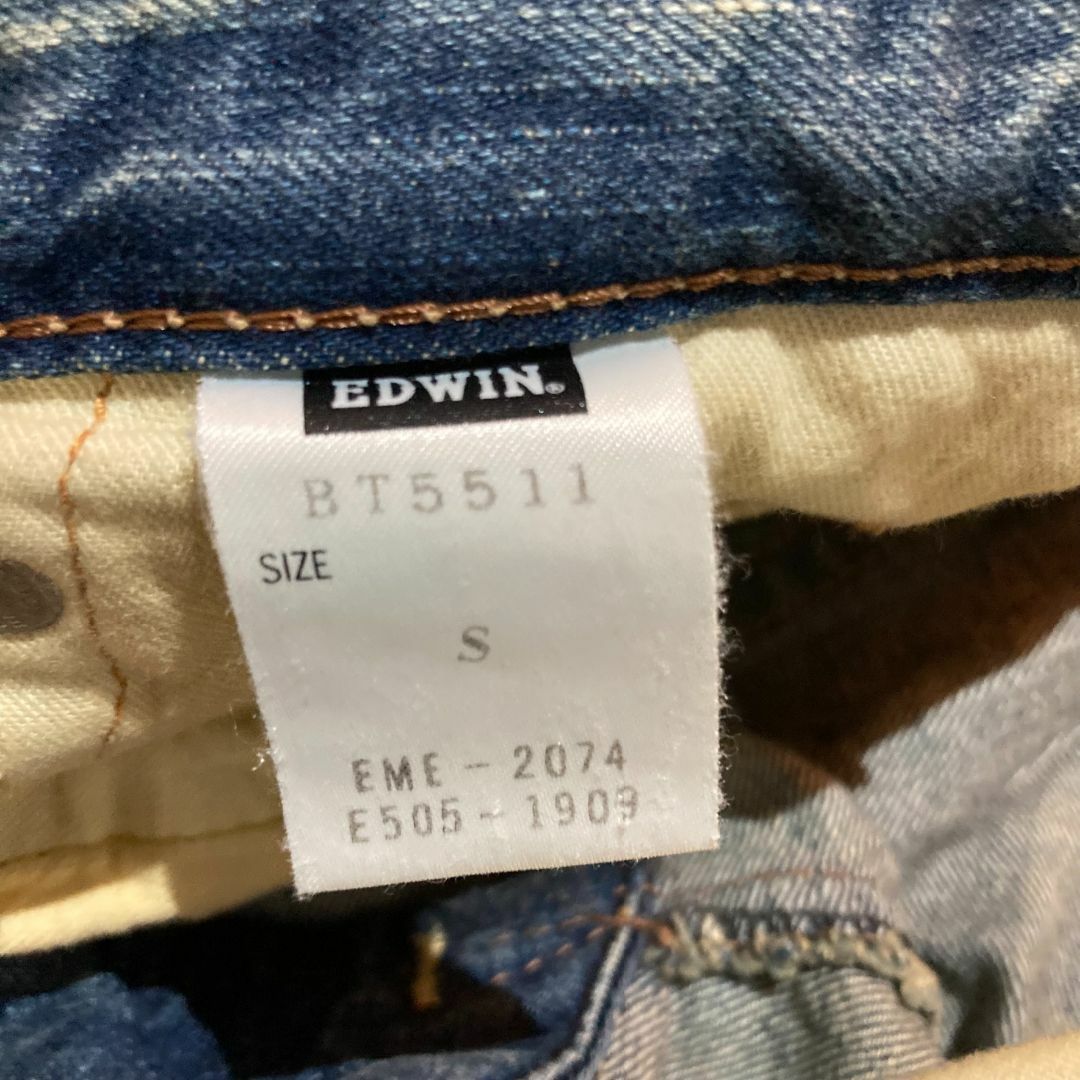 EDWIN®
BT5511
SIZE
S
EME-2074
E505-1909